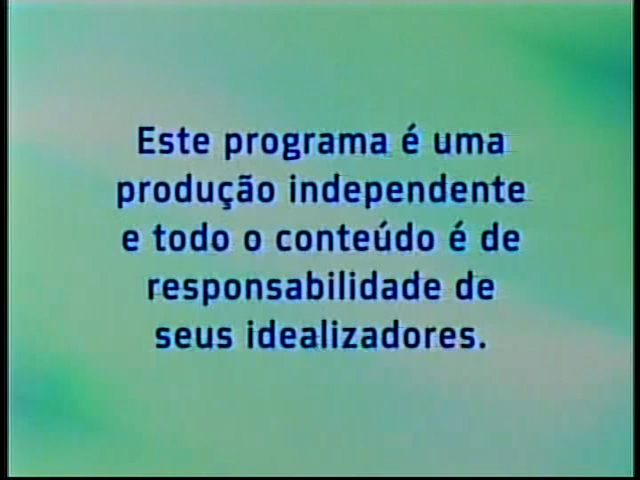 Este programa é uma
produção independente
e todo o conteúdo é de
responsabilidade de
seus idealizadores.